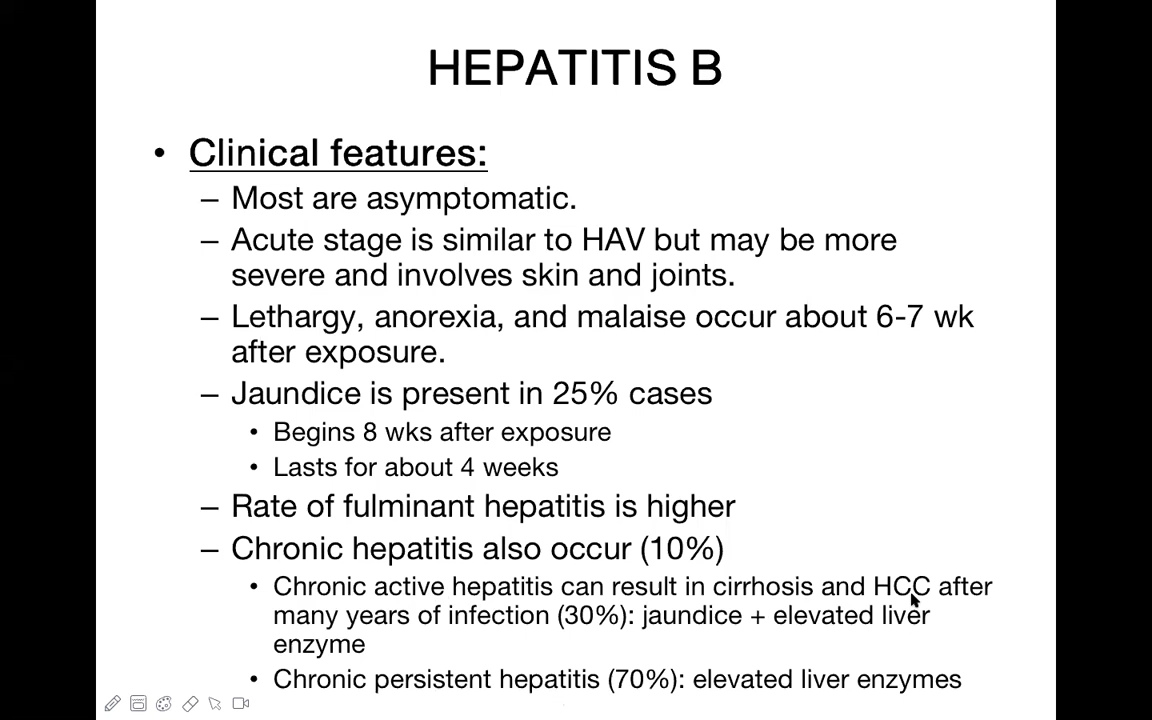 HEPATITIS B
• Clinical features:
– Most are asymptomatic.
– Acute stage is similar to HAV but may be more
severe and involves skin and joints.
– Lethargy, anorexia, and malaise occur about 6-7 wk
after exposure.
– Jaundice is present in 25% cases
• Begins 8 wks after exposure
• Lasts for about 4 weeks
– Rate of fulminant hepatitis is higher
– Chronic hepatitis also occur (10%)
• Chronic active hepatitis can result in cirrhosis and HCC after
many years of infection (30%): jaundice + elevated liver
enzyme
• Chronic persistent hepatitis (70%): elevated liver enzymes